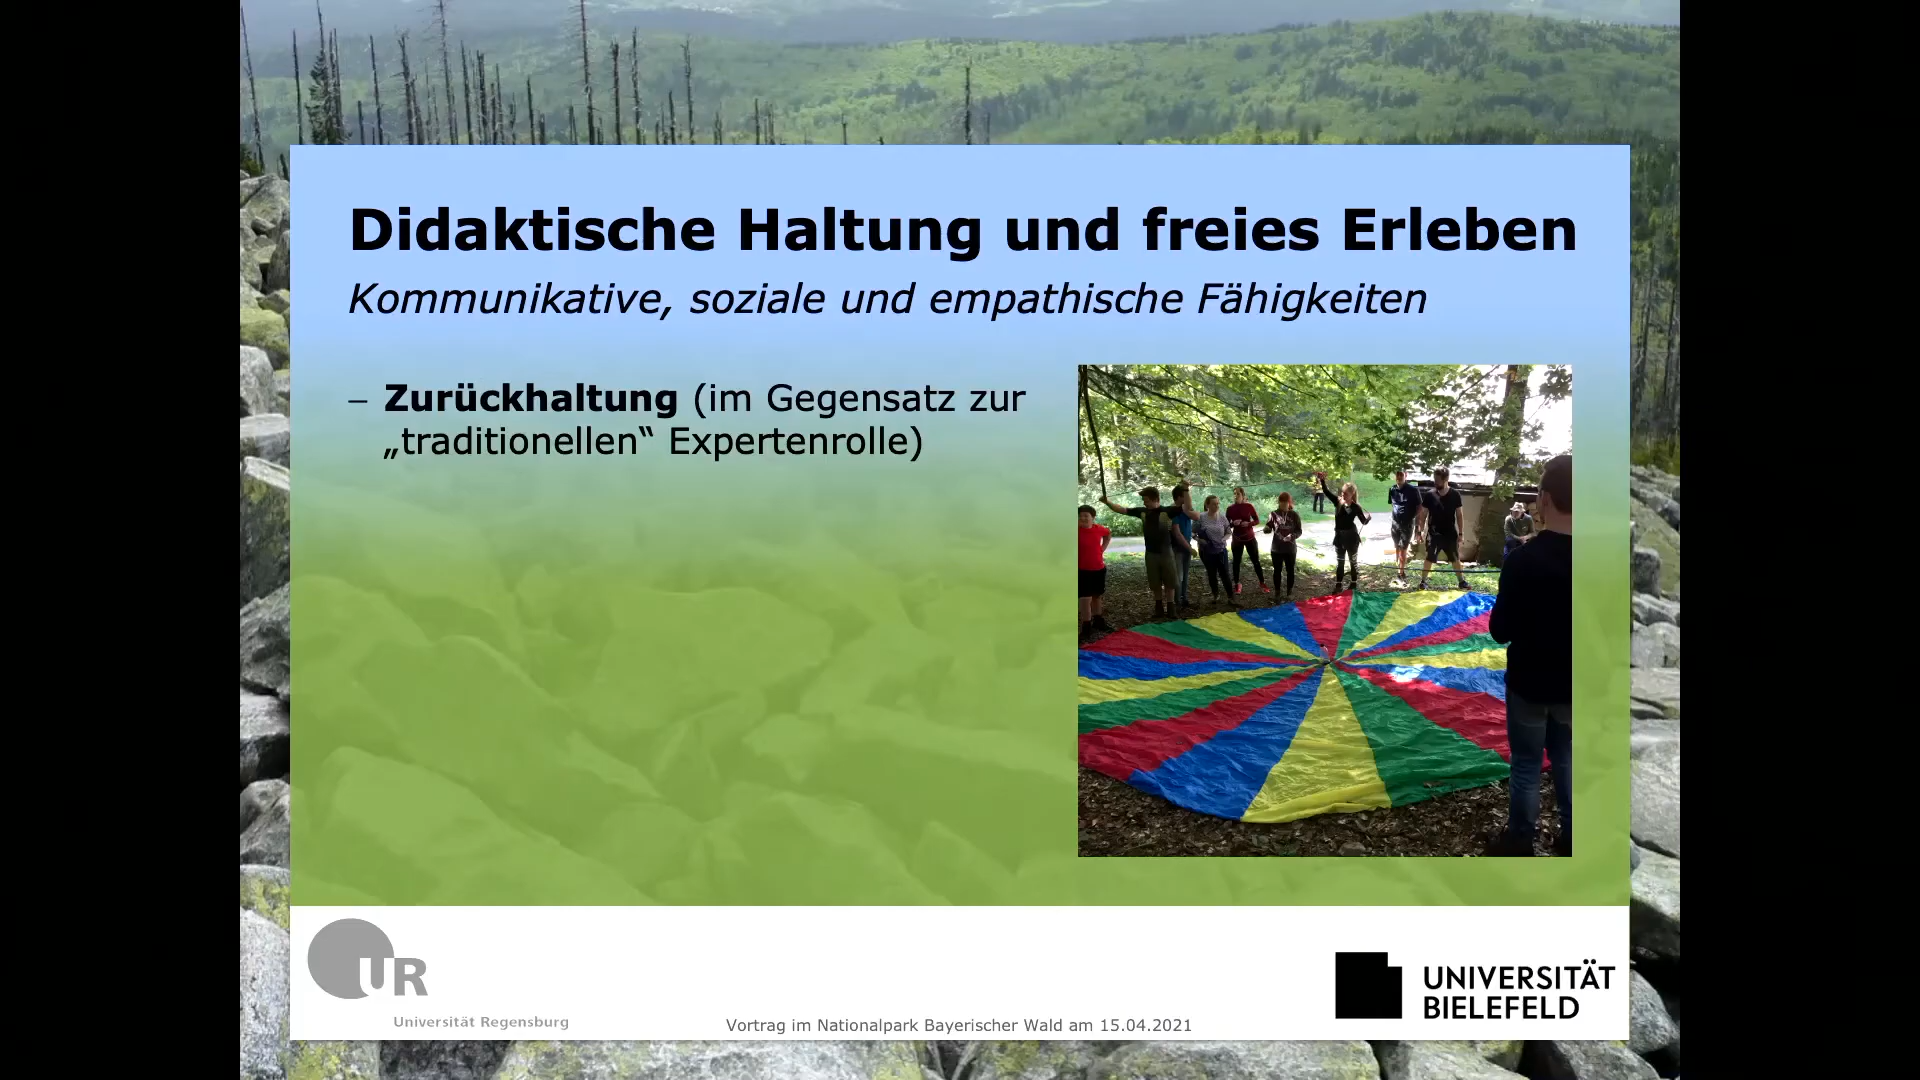 Didaktische Haltung und freies Erleben
Kommunikative, soziale und empathische Fähigkeiten
– Zurückhaltung (im Gegensatz zur
„traditionellen“ Expertenrolle)
UR
Universität Regensburg
Vortrag im Nationalpark Bayerischer Wald am 15.04.2021
UNIVERSITÄT
BIELEFELD